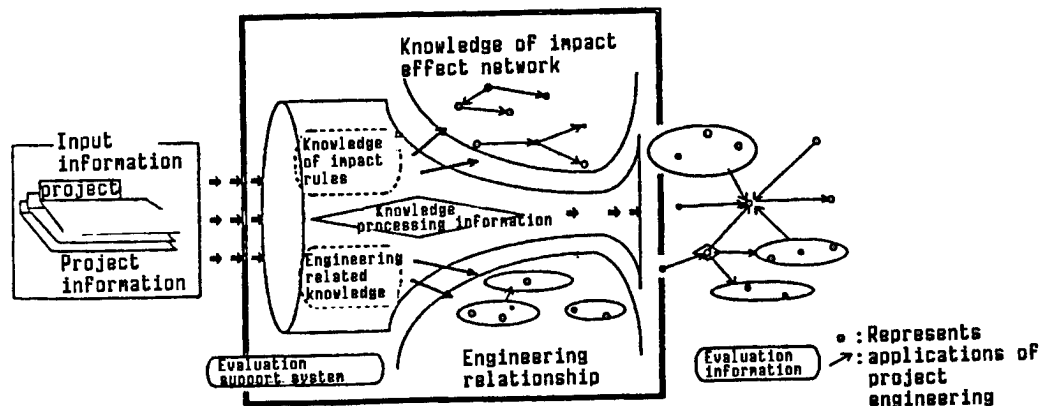 Input
information
project
Project
information
Knowledge of impact
effect network
Knowledge
of impact
rules
Knowledge
processing information
Engineering
related
knowledge
Engineering
relationship
Evaluation
support system
Evaluation
information
: Represents
: applications of
project
engineering